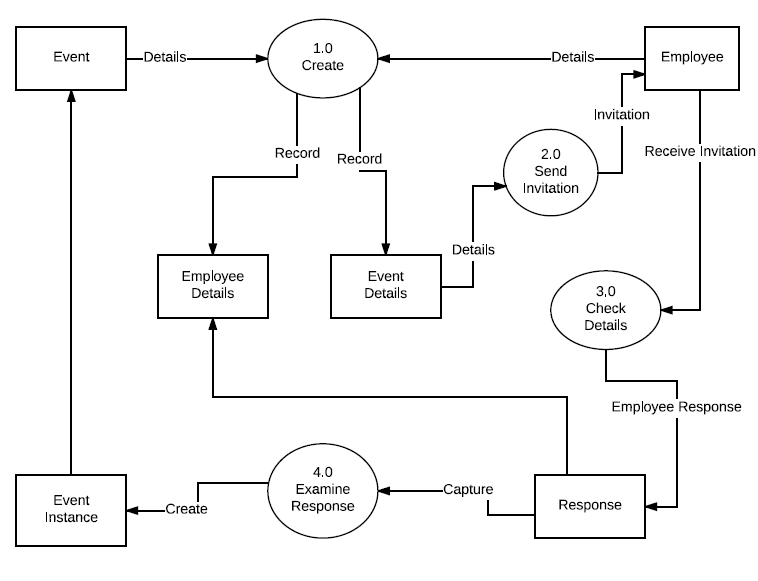 Event
Details
1.0
Create
Details
Employee
Invitation
Record
Record
2.0
Send
Invitation
Receive Invitation
Details
Employee
Details
Event
Details
3,0
Check
Details
Employee Response
4.0
Examine
Response
Capture
Response
Event
Instance
Create